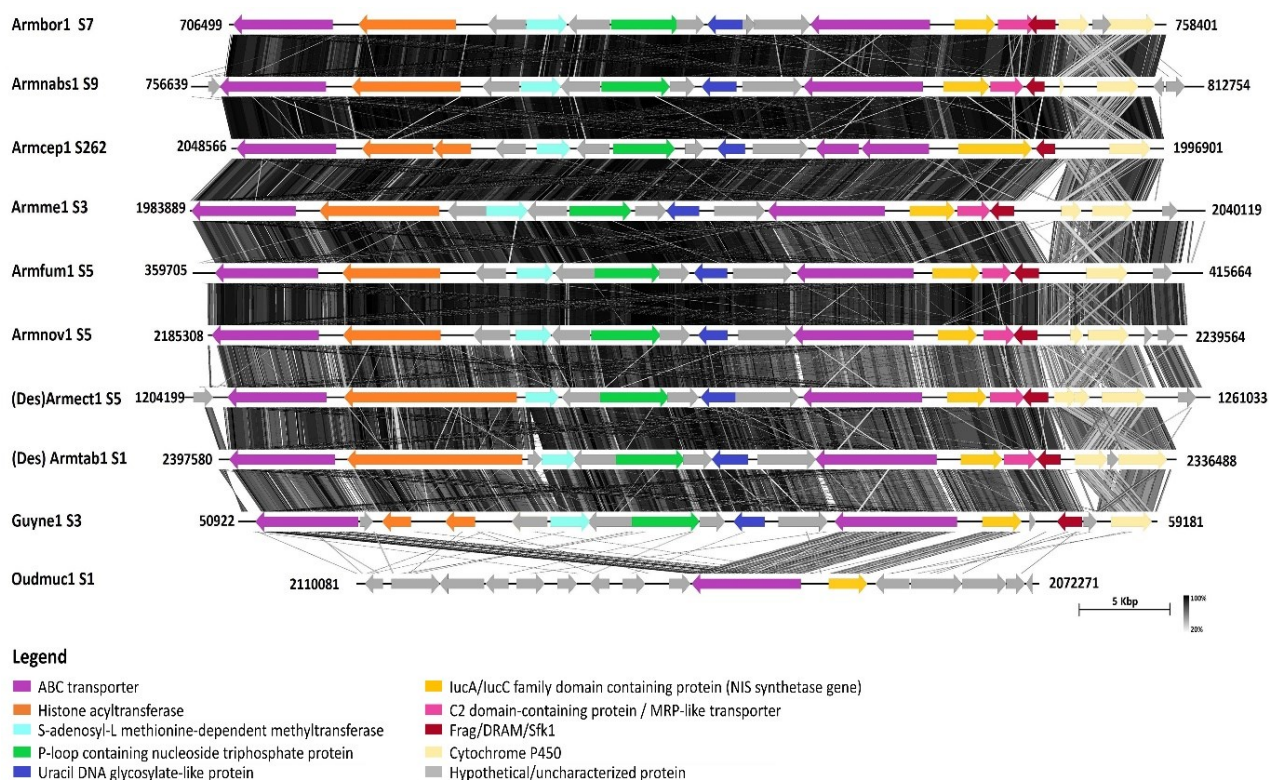 Armbor1 S7 706499 758401
Armnabs1 S9 756639 812754
Armcep1 S262 2048566 1996901
Armme1 S3 1983889 2040119
Armfum1 S5 359705 415664
Armnov1 S5 2185308 2239564
(Des)Armect1 S5 1204199 1261033
(Des) Armtab1 S1 2397580 2336488
Guyne1 S3 50922 59181
Oudmuc1 S1 2110081 2072271
5 Kbp
100%
20%
Legend
ABC transporter
Histone acyltransferase
S-adenosyl-L methionine-dependent methyltransferase
P-loop containing nucleoside triphosphate protein
Uracil DNA glycosylate-like protein
IucA/IucC family domain containing protein (NIS synthetase gene)
C2 domain-containing protein / MRP-like transporter
Frag/DRAM/Sfk1
Cytochrome P450
Hypothetical/uncharacterized protein